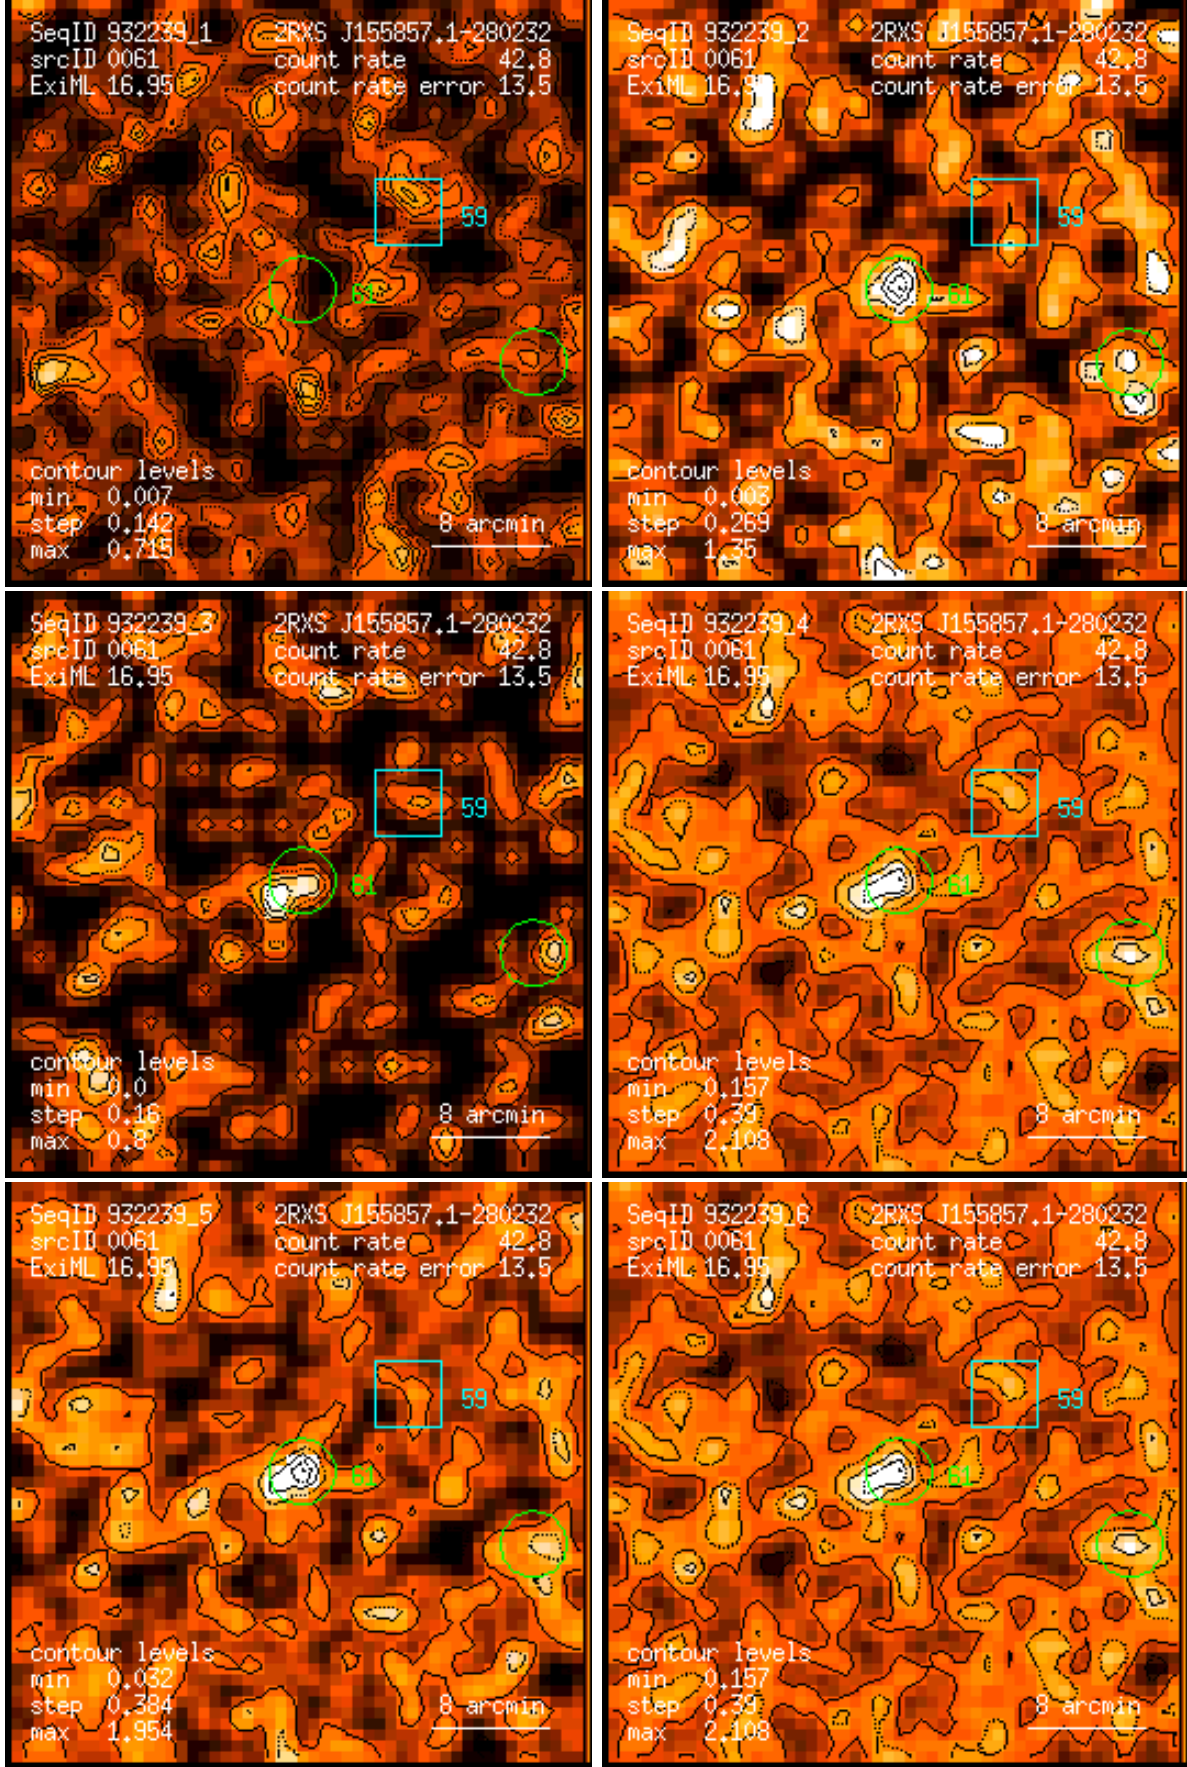 SeqID 932239_1 2RXS J155857.1-280232
srcID 0061 count rate 42.8
ExiML 16.95 count rate error 13.5
59
61
contour levels
min 0.007
step 0.142 8 arcmin
max 0.715
SeqID 932239_2 2RXS J155857.1-280232
srcID 0061 count rate 42.8
ExiML 16.95 count rate error 13.5
59
61
contour levels
min 0.003
step 0.269 8 arcmin
max 1.35
SeqID 932239_3 2RXS J155857.1-280232
srcID 0061 count rate 42.8
ExiML 16.95 count rate error 13.5
59
61
contour levels
min 0.0
step 0.16 8 arcmin
max 0.8
SeqID 932239_4 2RXS J155857.1-280232
srcID 0061 count rate 42.8
ExiML 16.95 count rate error 13.5
59
61
contour levels
min 0.157
step 0.39 8 arcmin
max 2.108
SeqID 932239_5 2RXS J155857.1-280232
srcID 0061 count rate 42.8
ExiML 16.95 count rate error 13.5
59
61
contour levels
min 0.032
step 0.384 8 arcmin
max 1.954
SeqID 932239_6 2RXS J155857.1-280232
srcID 0061 count rate 42.8
ExiML 16.95 count rate error 13.5
59
61
contour levels
min 0.157
step 0.39 8 arcmin
max 2.108